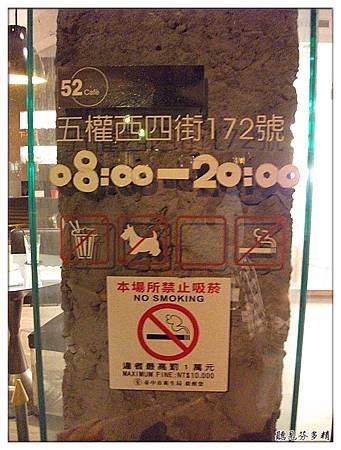 52 Café
五權西四街172號
08:00-20:00
本場所禁止吸菸
NO SMOKING
違者最高罰1萬元
MAXIMUM FINE:NT$10,000
臺中市衛生局
聽見芬多精